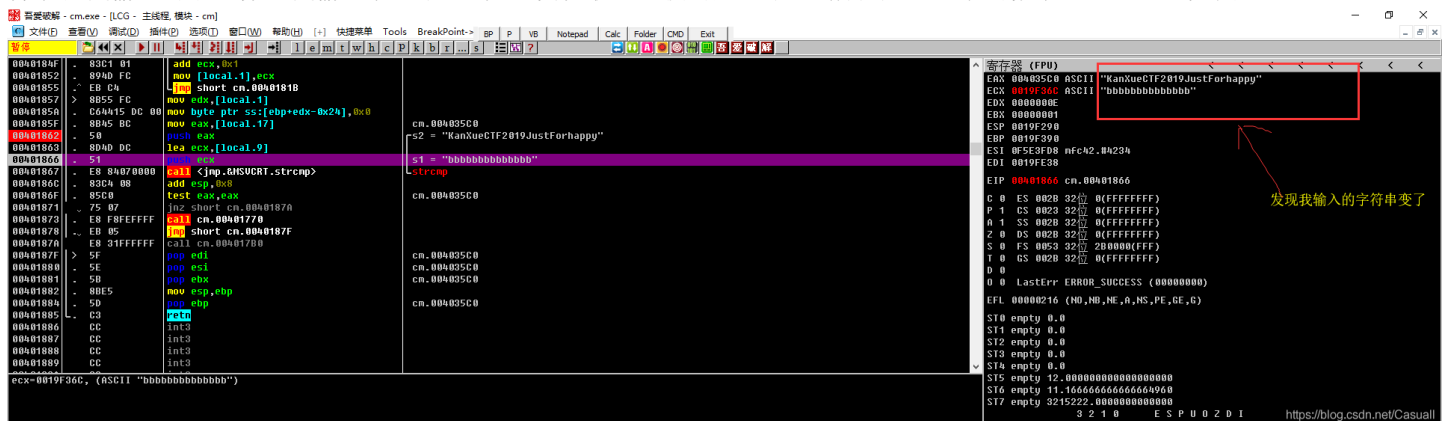 吾爱破解 - cm.exe - [LCG - 主线程, 模块 - cm]
文件(F) 查看(V) 调试(D) 插件(P) 选项(T) 窗口(W) 帮助(H) [+] 快捷菜单 Tools BreakPoint-> BP P VB Notepad Calc Folder CMD Exit
暂停 l e m t w h c P k b r ... s ? 吾 爱 破 解
0040184F . 83C1 01 add ecx,0x1
00401852 . 894D FC mov [local.1],ecx
00401855 .^ EB C4 jmp short cm.0040181B
00401857 > 8B55 FC mov edx,[local.1]
0040185A . C64415 DC 00 mov byte ptr ss:[ebp+edx-0x24],0x0
0040185F . 8B45 BC mov eax,[local.17] cm.004035C0
00401862 . 50 push eax s2 = "KanXueCTF2019JustForhappy"
00401863 . 8D4D DC lea ecx,[local.9]
00401866 . 51 push ecx s1 = "bbbbbbbbbbbbbb"
00401867 . E8 84070000 call <jmp.&MSVCRT.strcmp> strcmp
0040186C . 83C4 08 add esp,0x8
0040186F . 85C0 test eax,eax cm.004035C0
00401871 . 75 07 jnz short cm.0040187A
00401873 . E8 F8FEFFFF call cm.00401770
00401878 . EB 05 jmp short cm.0040187F
0040187A E8 31FFFFFF call cm.004017B0
0040187F > 5F pop edi cm.004035C0
00401880 . 5E pop esi cm.004035C0
00401881 . 5B pop ebx cm.004035C0
00401882 . 8BE5 mov esp,ebp
00401884 . 5D pop ebp cm.004035C0
00401885 . C3 retn
00401886 CC int3
00401887 CC int3
00401888 CC int3
00401889 CC int3
ecx=0019F36C, (ASCII "bbbbbbbbbbbbbb")
寄存器 (FPU) < < < < < < < <
EAX 004035C0 ASCII "KanXueCTF2019JustForhappy"
ECX 0019F36C ASCII "bbbbbbbbbbbbbb"
EDX 0000000E
EBX 00000001
ESP 0019F290
EBP 0019F390
ESI 0F5E3FD8 mfc42.#4234
EDI 0019FE38
EIP 00401866 cm.00401866
C 0 ES 002B 32位 0(FFFFFFFF)
P 1 CS 0023 32位 0(FFFFFFFF)
A 1 SS 002B 32位 0(FFFFFFFF)
Z 0 DS 002B 32位 0(FFFFFFFF)
S 0 FS 0053 32位 2B0000(FFF)
T 0 GS 002B 32位 0(FFFFFFFF)
D 0
O 0 LastErr ERROR_SUCCESS (00000000)
EFL 00000216 (NO,NB,NE,A,NS,PE,GE,G)
ST0 empty 0.0
ST1 empty 0.0
ST2 empty 0.0
ST3 empty 0.0
ST4 empty 0.0
ST5 empty 12.000000000000000000
ST6 empty 11.166666666666664960
ST7 empty 3215222.0000000000000
3 2 1 0 E S P U O Z D I
发现我输入的字符串变了
https://blog.csdn.net/Casuall